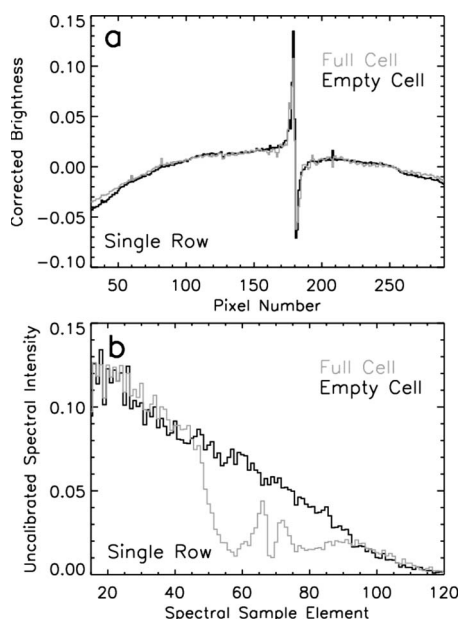 a
Full Cell
Empty Cell
Single Row
Corrected Brightness
0.15
0.10
0.05
0.00
-0.05
-0.10
50 100 150 200 250
Pixel Number
b
Full Cell
Empty Cell
Single Row
Uncalibrated Spectral Intensity
0.15
0.10
0.05
0.00
20 40 60 80 100 120
Spectral Sample Element